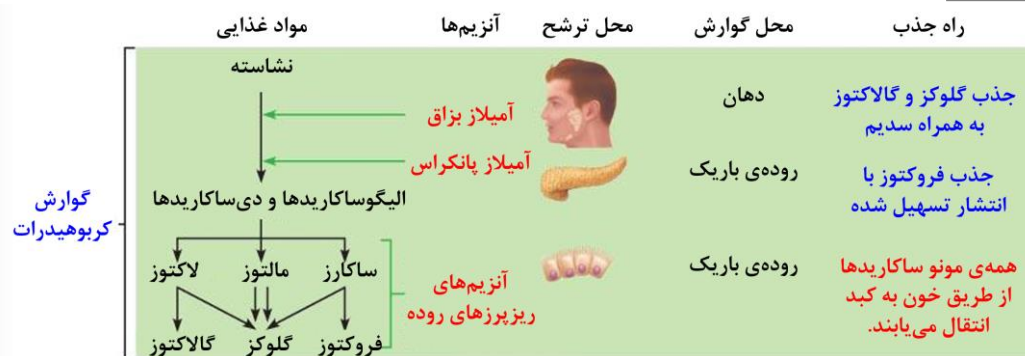 راه جذب
محل گوارش
محل ترشح
آنزیم‌ها
مواد غذایی
نشاسته
جذب گلوکز و گالاکتوز
به همراه سدیم
دهان
آمیلاز بزاق
جذب فروکتوز با
انتشار تسهیل شده
روده‌ی باریک
آمیلاز پانکراس
الیگوساکاریدها و دی‌ساکاریدها
گوارش
کربوهیدرات
همه‌ی مونو ساکاریدها
از طریق خون به کبد
انتقال می‌یابند.
روده‌ی باریک
آنزیم‌های
ریزپرزهای روده
ساکارز
مالتوز
لاکتوز
فروکتوز
گلوکز
گالاکتوز